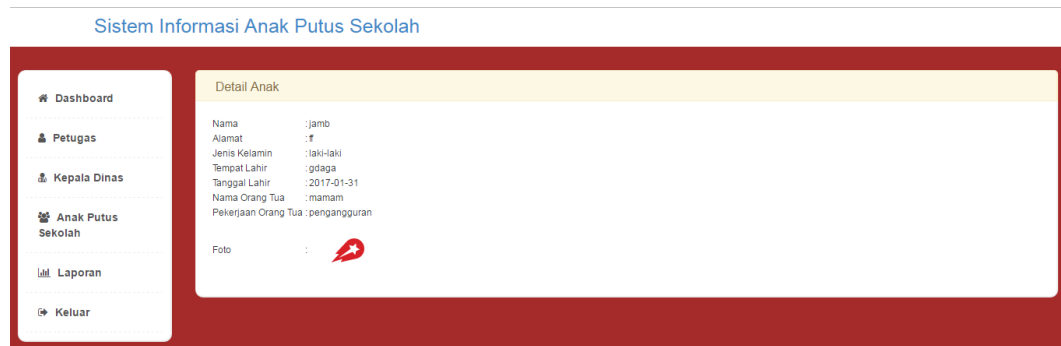 Sistem Informasi Anak Putus Sekolah
Dashboard
Petugas
Kepala Dinas
Anak Putus
Sekolah
Laporan
Keluar
Detail Anak
Nama : jamb
Alamat : ff
Jenis Kelamin : laki-laki
Tempat Lahir : gdaga
Tanggal Lahir : 2017-01-31
Nama Orang Tua : mamam
Pekerjaan Orang Tua : pengangguran
Foto :